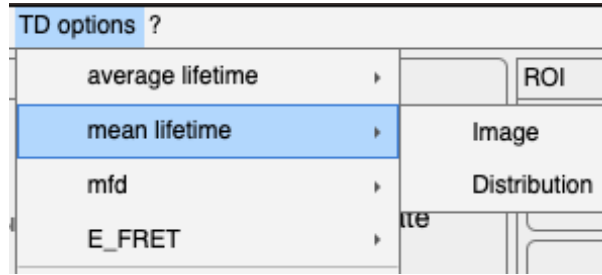 TD options ?
average lifetime
ROI
mean lifetime
Image
mfd
Distribution
E_FRET